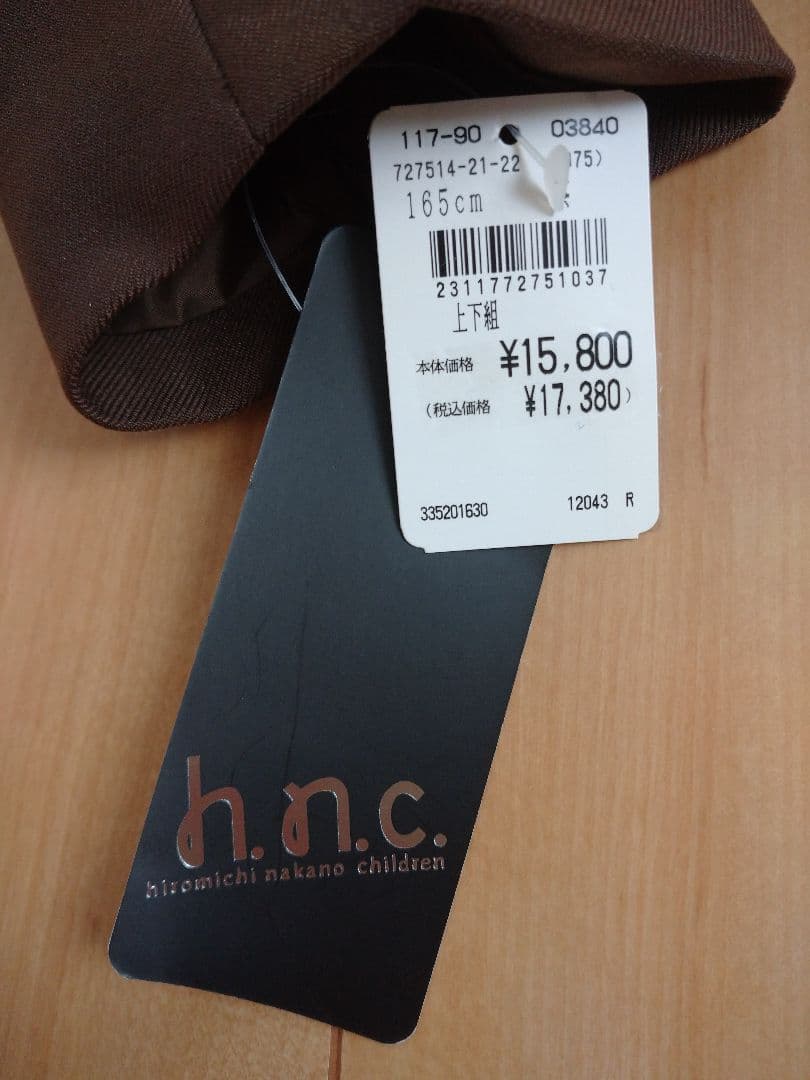 117-90 03840
727514-21-22 075)
165cm
2311772751037
上下組
本体価格 ¥15,800
(税込価格 ¥17,380)
335201630 12043 R
h.n.c.
hiromichi nakano children